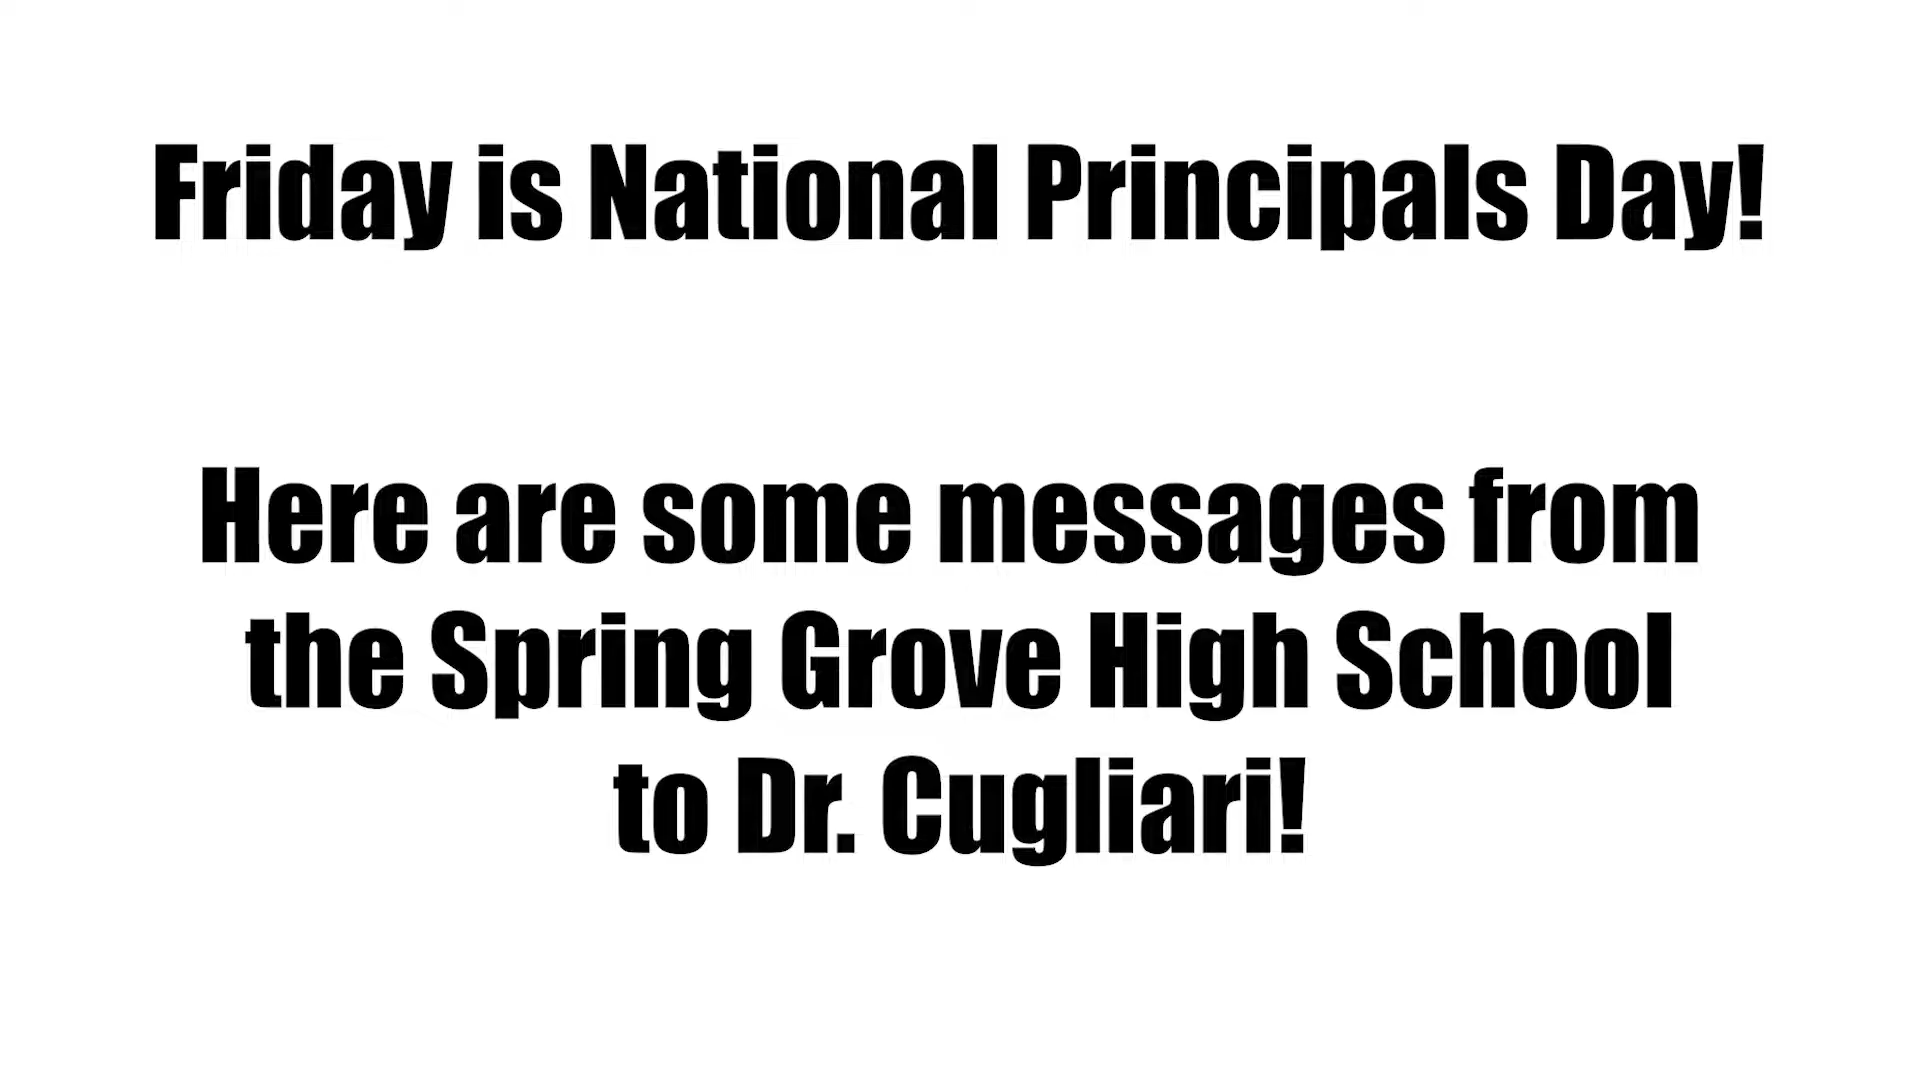 Friday is National Principals Day!
Here are some messages from
the Spring Grove High School
to Dr. Cugliari!